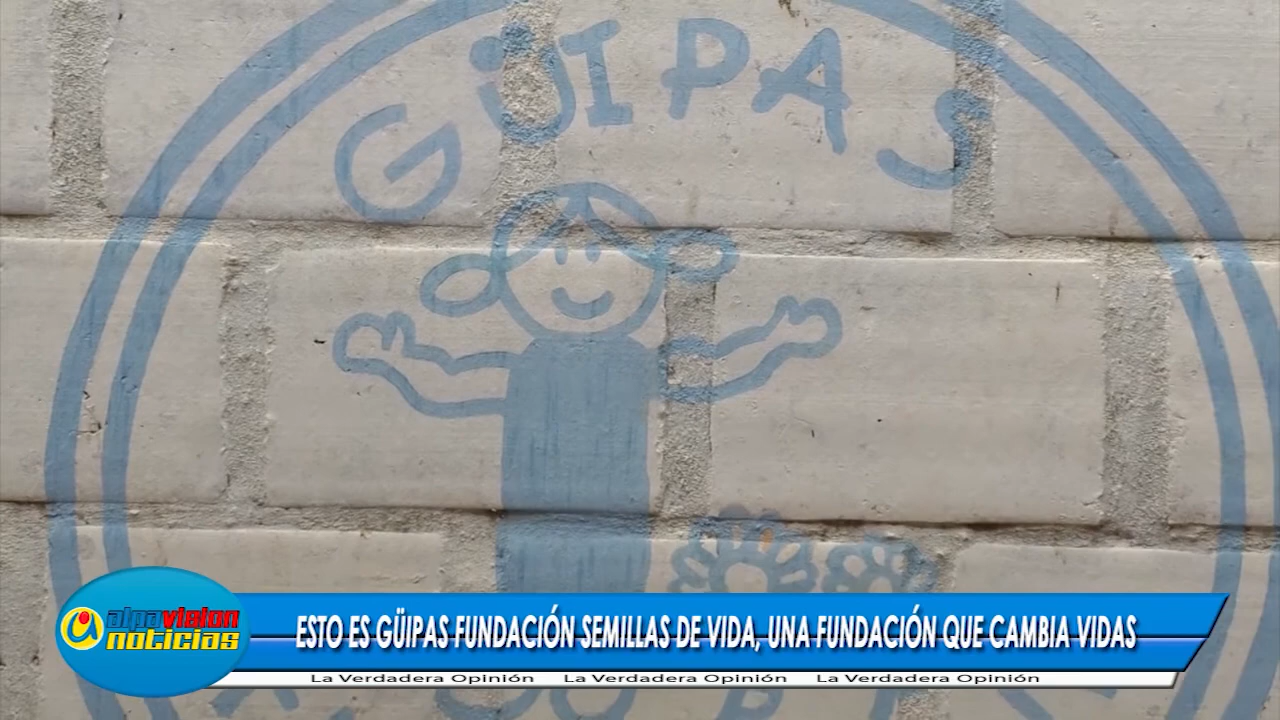 GÜIPAS
alpavision
noticias
ESTO ES GÜIPAS FUNDACIÓN SEMILLAS DE VIDA, UNA FUNDACIÓN QUE CAMBIA VIDAS
La Verdadera Opinión La Verdadera Opinión La Verdadera Opinión